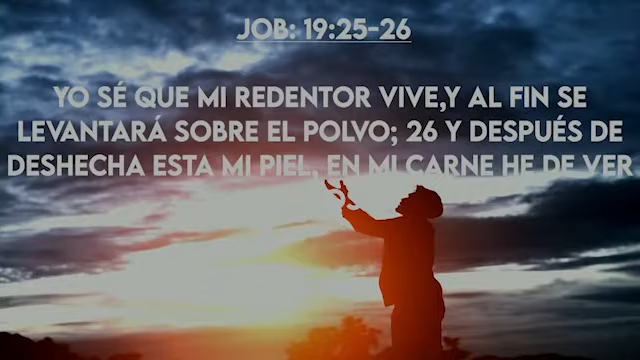 JOB: 19:25-26
YO SÉ QUE MI REDENTOR VIVE,Y AL FIN SE
LEVANTARÁ SOBRE EL POLVO; 26 Y DESPUÉS DE
DESHECHA ESTA MI PIEL, EN MI CARNE HE DE VER